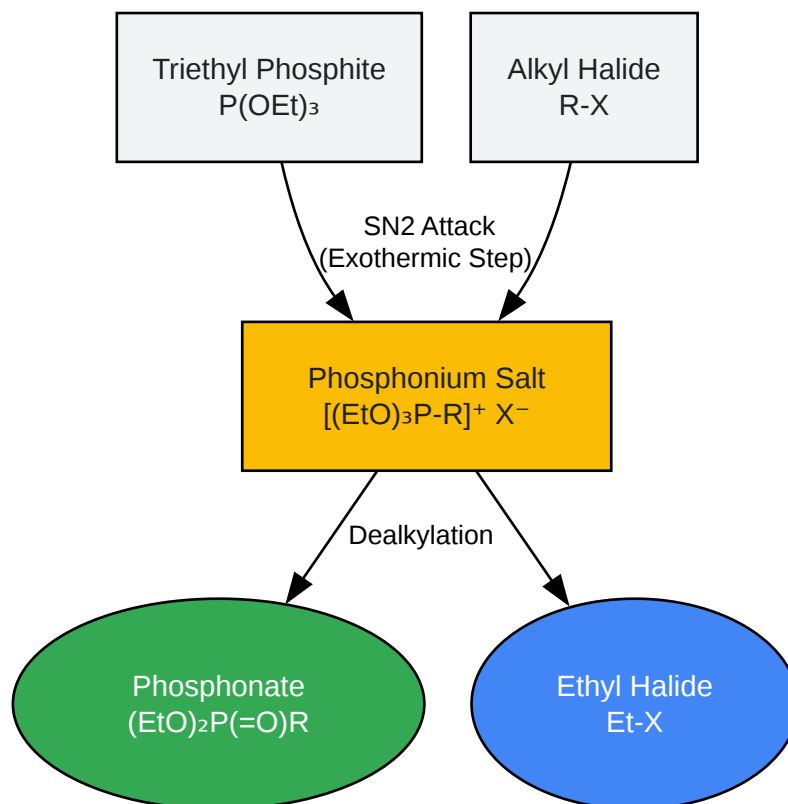 Triethyl Phosphite
P(OEt)₃
Alkyl Halide
R-X
SN2 Attack
(Exothermic Step)
Phosphonium Salt
[(EtO)₃P-R]⁺ X⁻
Dealkylation
Phosphonate
(EtO)₂P(=O)R
Ethyl Halide
Et-X